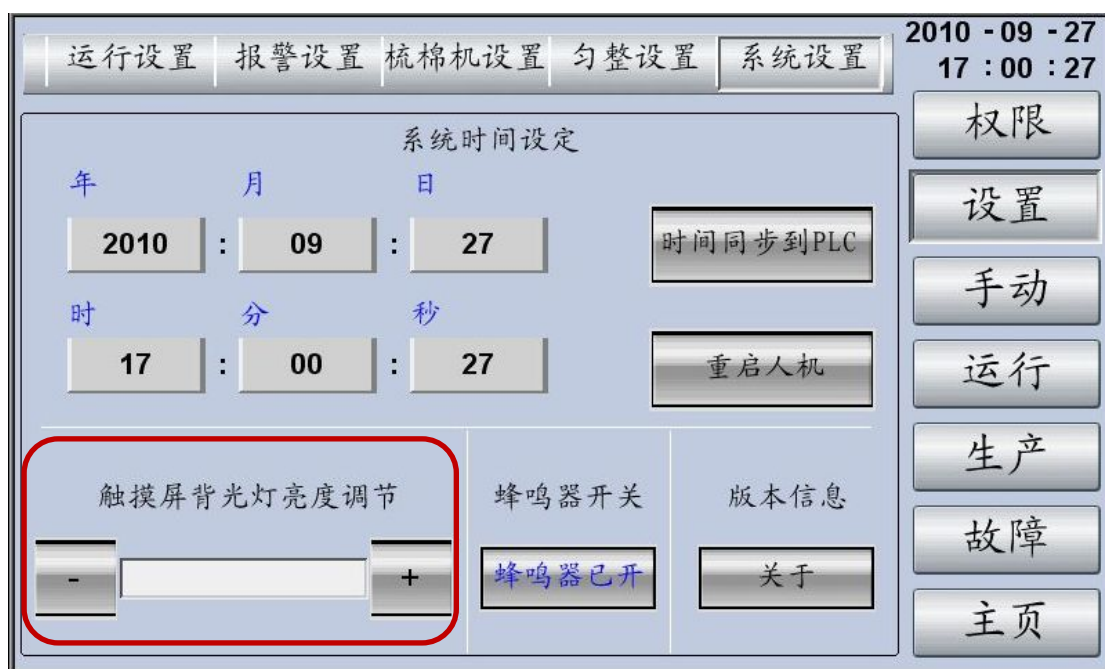 运行设置 报警设置 梳棉机设置 匀整设置 系统设置
2010 - 09 - 27
17 : 00 : 27
系统时间设定
年 月 日
2010 : 09 : 27
时间同步到PLC
时 分 秒
17 : 00 : 27
重启人机
触摸屏背光灯亮度调节
- +
蜂鸣器开关
蜂鸣器已开
版本信息
关于
权限
设置
手动
运行
生产
故障
主页